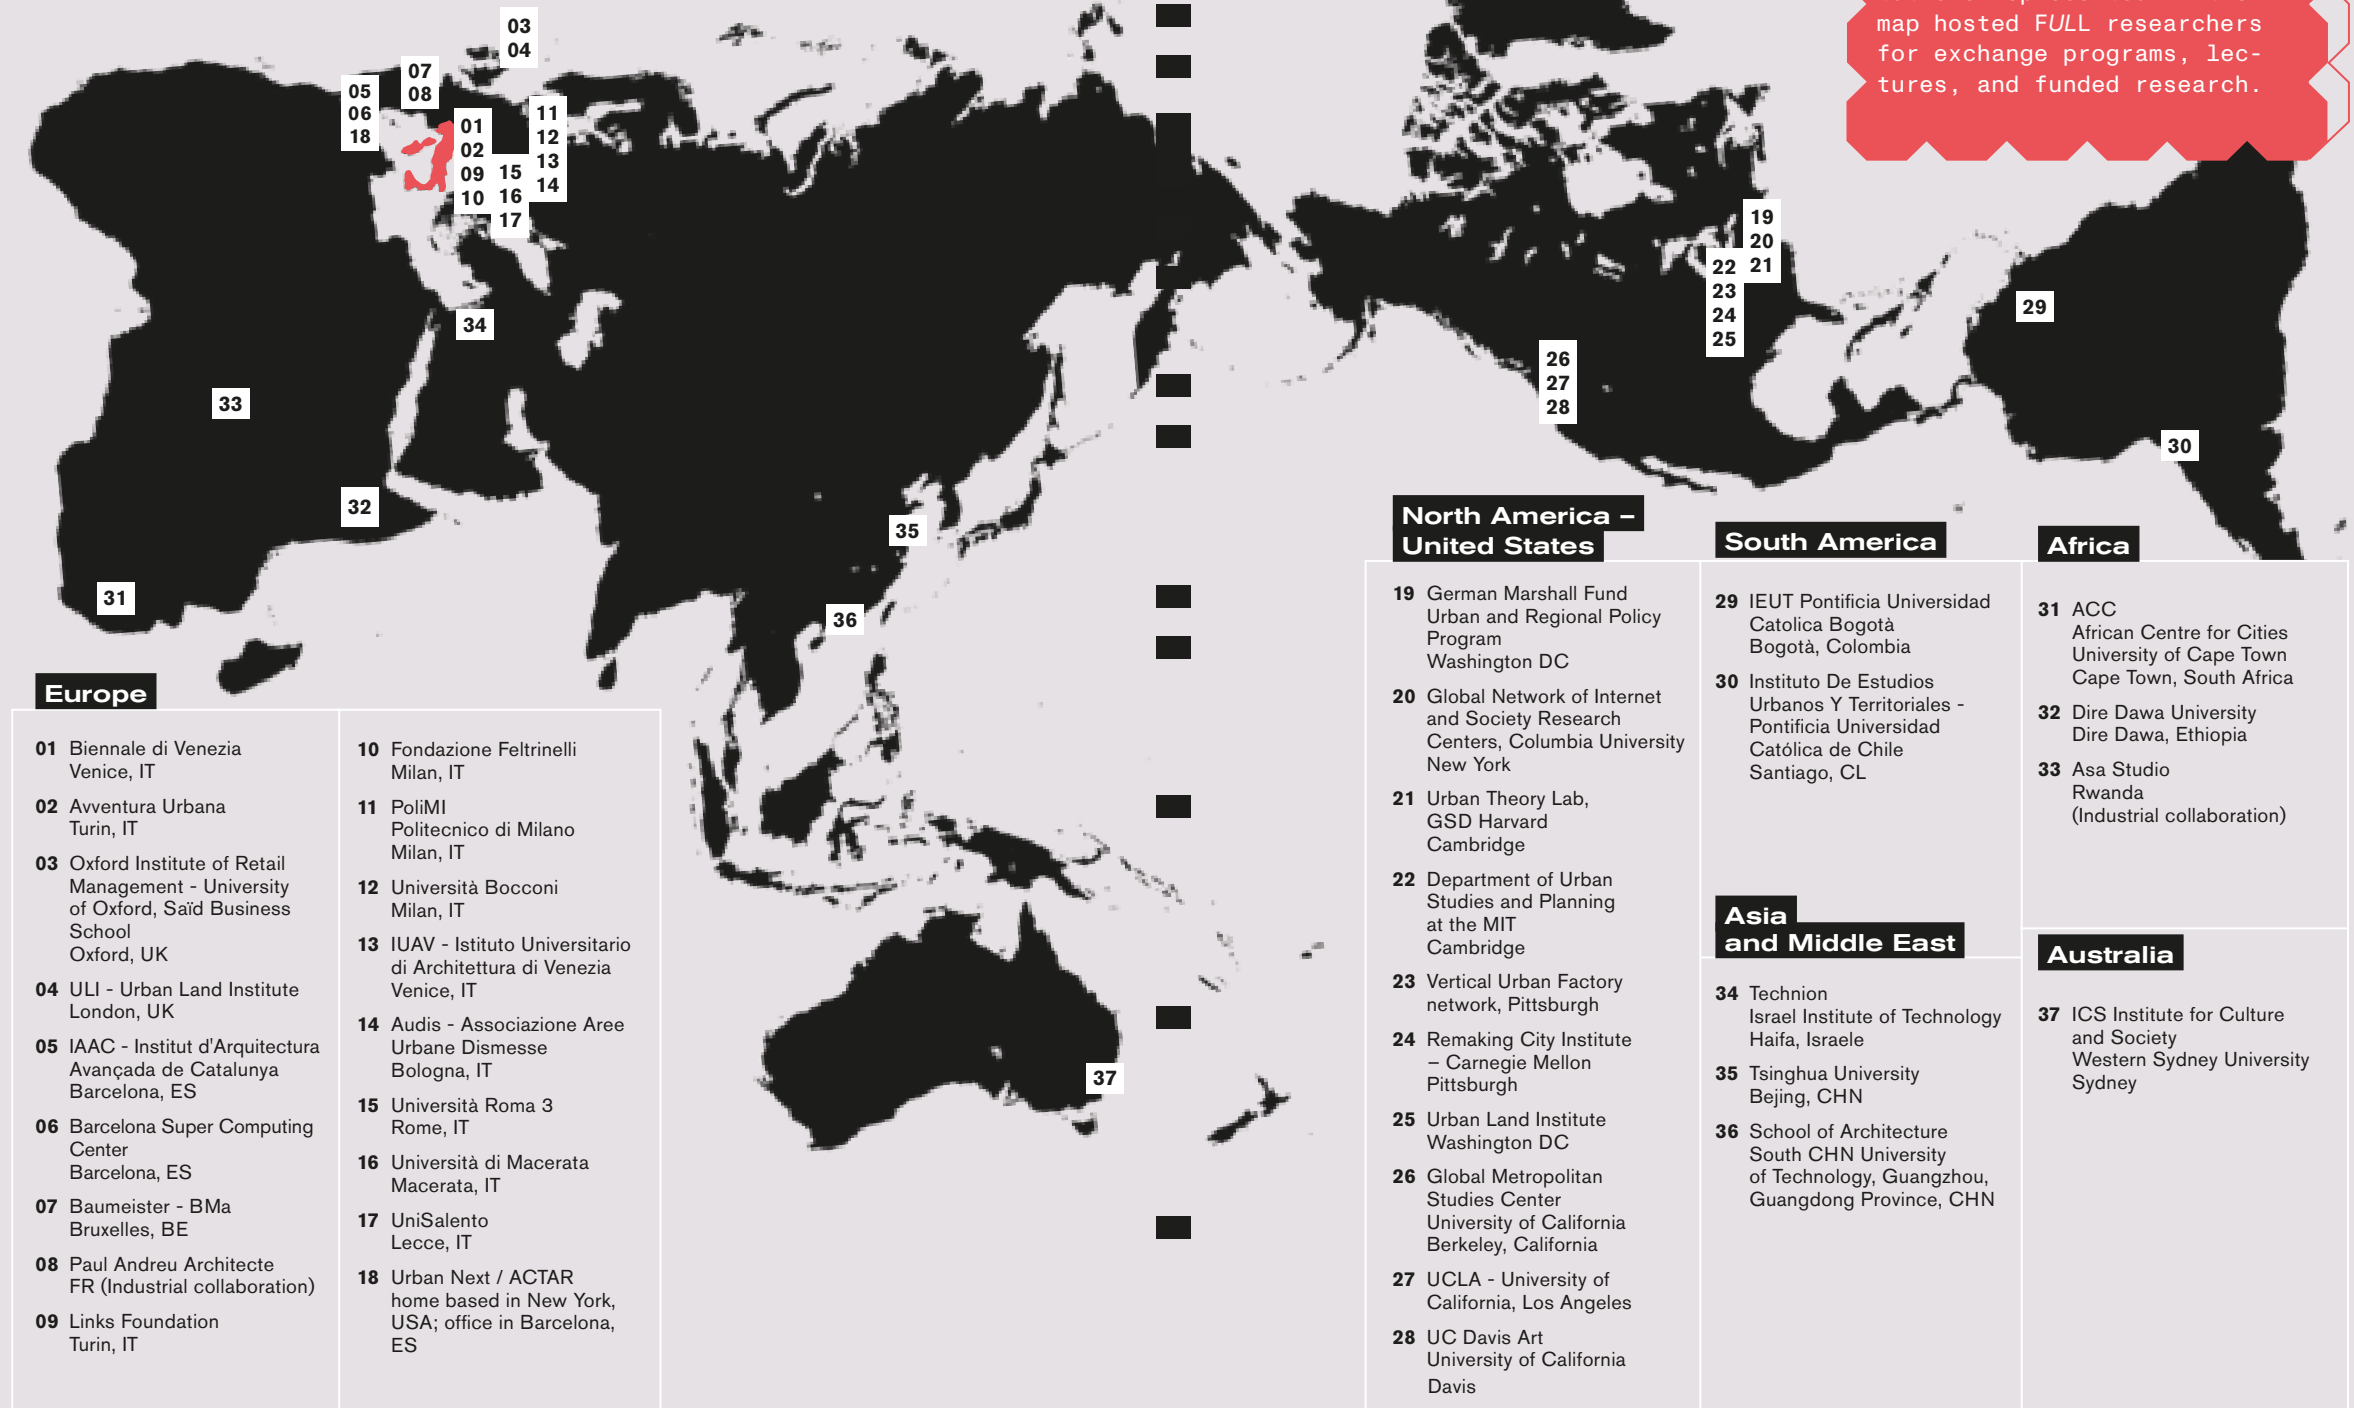 map hosted FULL researchers
for exchange programs, lec-
tures, and funded research.
03
04
07
08
05
06
18
01
02
09
10
11
12
13
14
15
16
17
19
20
21
22
23
24
25
26
27
28
29
30
31
32
33
34
35
36
37
Europe
01 Biennale di Venezia
Venice, IT
02 Avventura Urbana
Turin, IT
03 Oxford Institute of Retail
Management - University
of Oxford, Saïd Business
School
Oxford, UK
04 ULI - Urban Land Institute
London, UK
05 IAAC - Institut d'Arquitectura
Avançada de Catalunya
Barcelona, ES
06 Barcelona Super Computing
Center
Barcelona, ES
07 Baumeister - BMa
Bruxelles, BE
08 Paul Andreu Architecte
FR (Industrial collaboration)
09 Links Foundation
Turin, IT
10 Fondazione Feltrinelli
Milan, IT
11 PoliMI
Politecnico di Milano
Milan, IT
12 Università Bocconi
Milan, IT
13 IUAV - Istituto Universitario
di Architettura di Venezia
Venice, IT
14 Audis - Associazione Aree
Urbane Dismesse
Bologna, IT
15 Università Roma 3
Rome, IT
16 Università di Macerata
Macerata, IT
17 UniSalento
Lecce, IT
18 Urban Next / ACTAR
home based in New York,
USA; office in Barcelona,
ES
North America –
United States
19 German Marshall Fund
Urban and Regional Policy
Program
Washington DC
20 Global Network of Internet
and Society Research
Centers, Columbia University
New York
21 Urban Theory Lab,
GSD Harvard
Cambridge
22 Department of Urban
Studies and Planning
at the MIT
Cambridge
23 Vertical Urban Factory
network, Pittsburgh
24 Remaking City Institute
– Carnegie Mellon
Pittsburgh
25 Urban Land Institute
Washington DC
26 Global Metropolitan
Studies Center
University of California
Berkeley, California
27 UCLA - University of
California, Los Angeles
28 UC Davis Art
University of California
Davis
South America
29 IEUT Pontificia Universidad
Catolica Bogotà
Bogotà, Colombia
30 Instituto De Estudios
Urbanos Y Territoriales -
Pontificia Universidad
Católica de Chile
Santiago, CL
Asia
and Middle East
34 Technion
Israel Institute of Technology
Haifa, Israele
35 Tsinghua University
Bejing, CHN
36 School of Architecture
South CHN University
of Technology, Guangzhou,
Guangdong Province, CHN
Africa
31 ACC
African Centre for Cities
University of Cape Town
Cape Town, South Africa
32 Dire Dawa University
Dire Dawa, Ethiopia
33 Asa Studio
Rwanda
(Industrial collaboration)
Australia
37 ICS Institute for Culture
and Society
Western Sydney University
Sydney